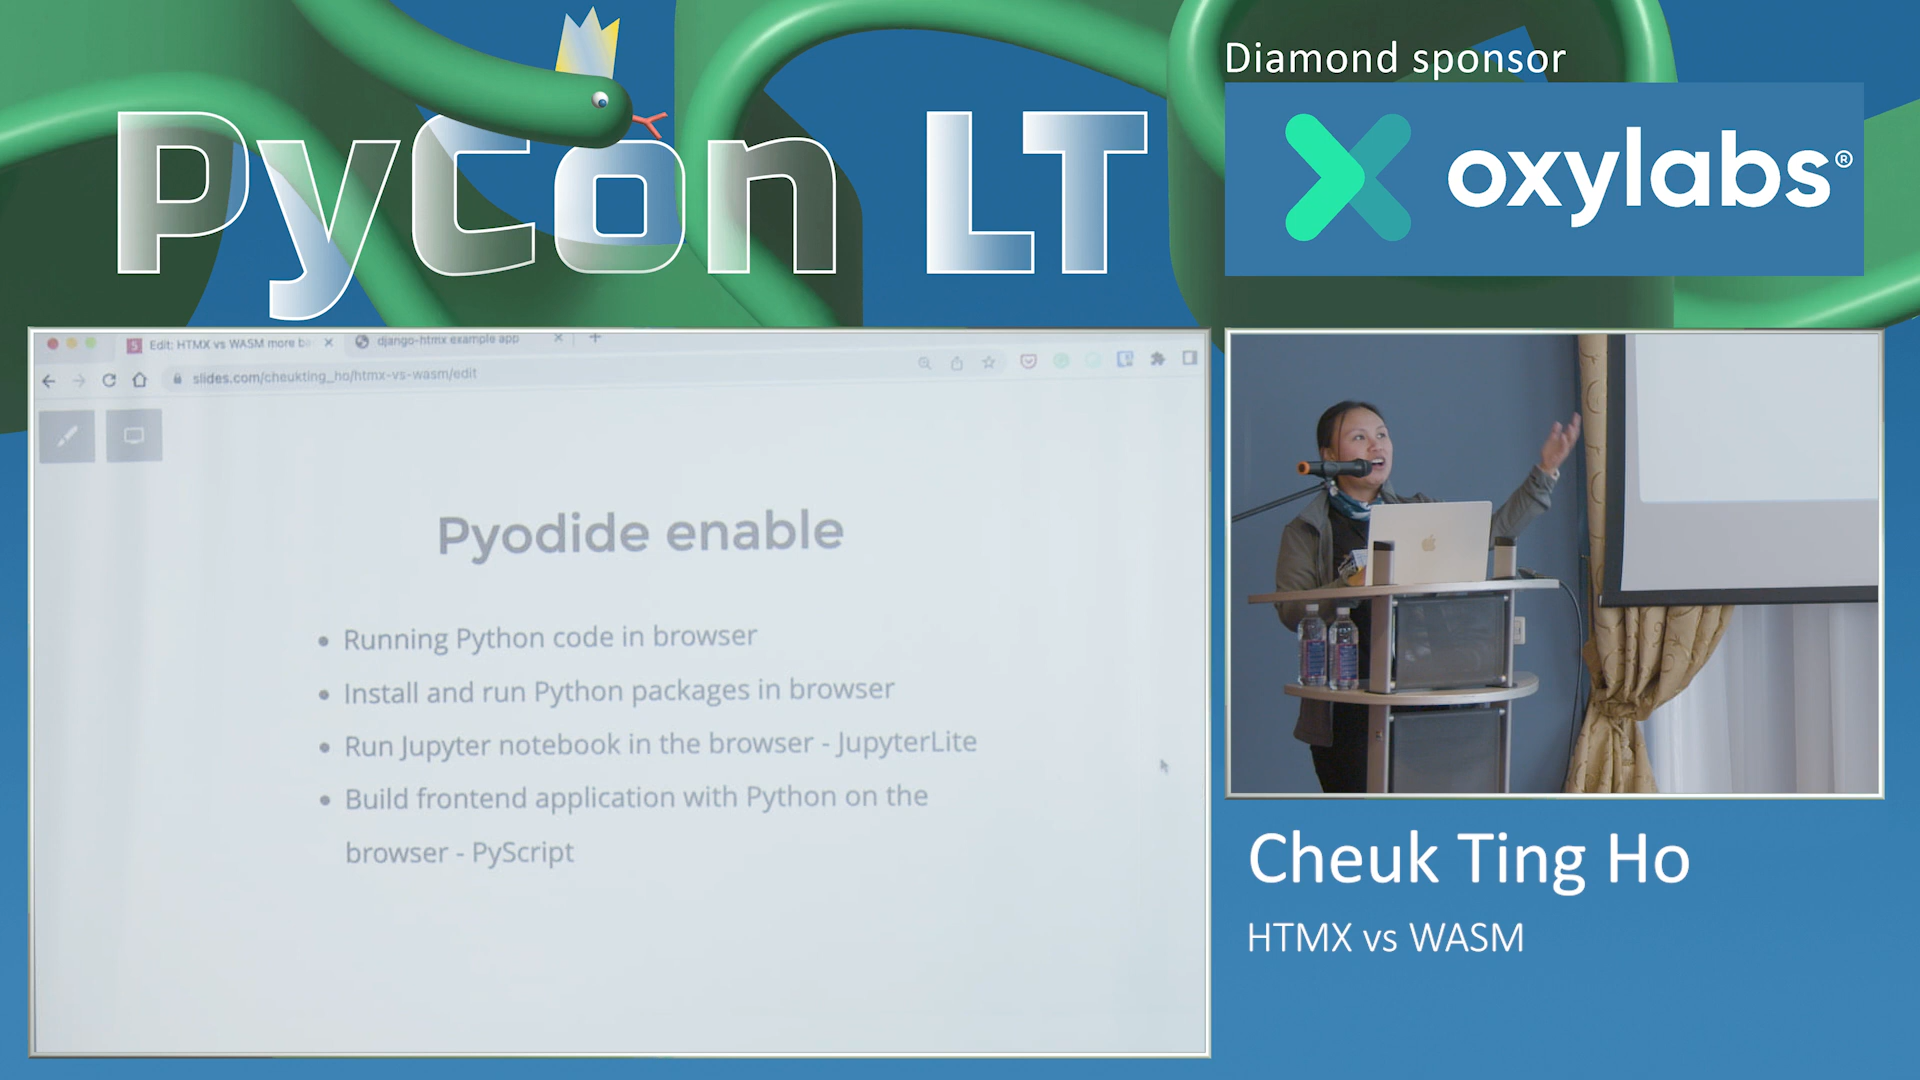 PyCon LT
Diamond sponsor
oxylabs®
Edit: HTMX vs WASM more ba
django-htmx example app
slides.com/cheukting_ho/htmx-vs-wasm/edit
Pyodide enable
• Running Python code in browser
• Install and run Python packages in browser
• Run Jupyter notebook in the browser - JupyterLite
• Build frontend application with Python on the
browser - PyScript
Cheuk Ting Ho
HTMX vs WASM